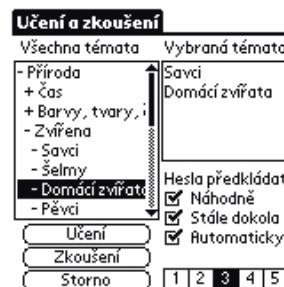 Učení a zkoušení
Všechna témata
- Příroda
+ Čas
+ Barvy, tvary,
- Zvířena
- Savci
- Šelmy
- Domácí zvířata
- Pěvci
Učení
Zkoušení
Storno
Vybraná témata
Savci
Domácí zvířata
Hesla předkládat
Náhodně
Stále dokola
Automaticky
1 2 3 4 5